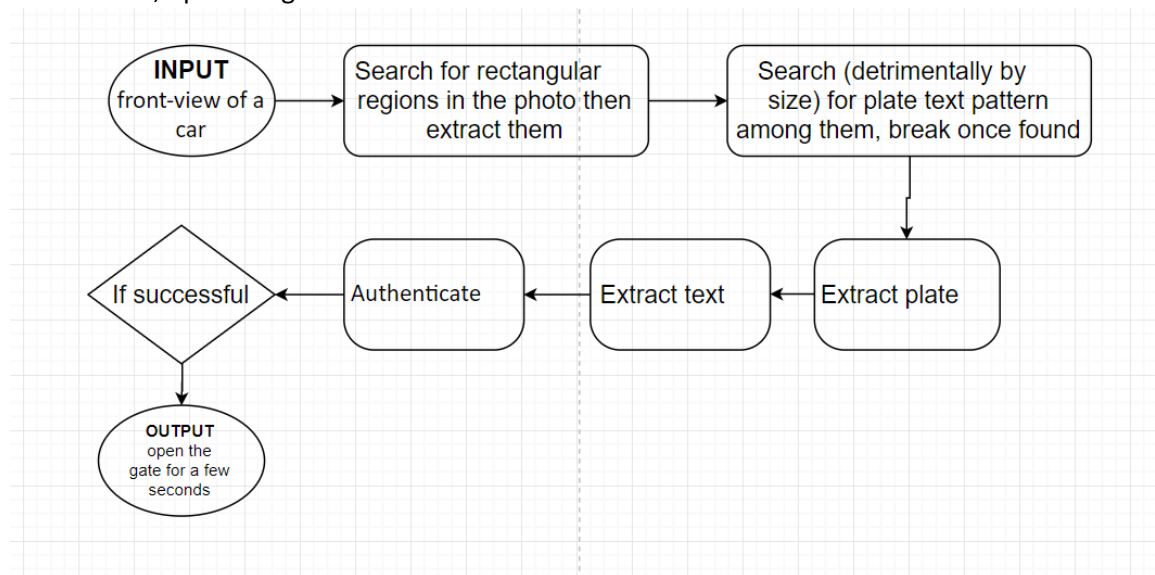 INPUT
front-view of a
car
Search for rectangular
regions in the photo then
extract them
Search (detrimentally by
size) for plate text pattern
among them, break once found
If successful
Authenticate
Extract text
Extract plate
OUTPUT
open the
gate for a few
seconds